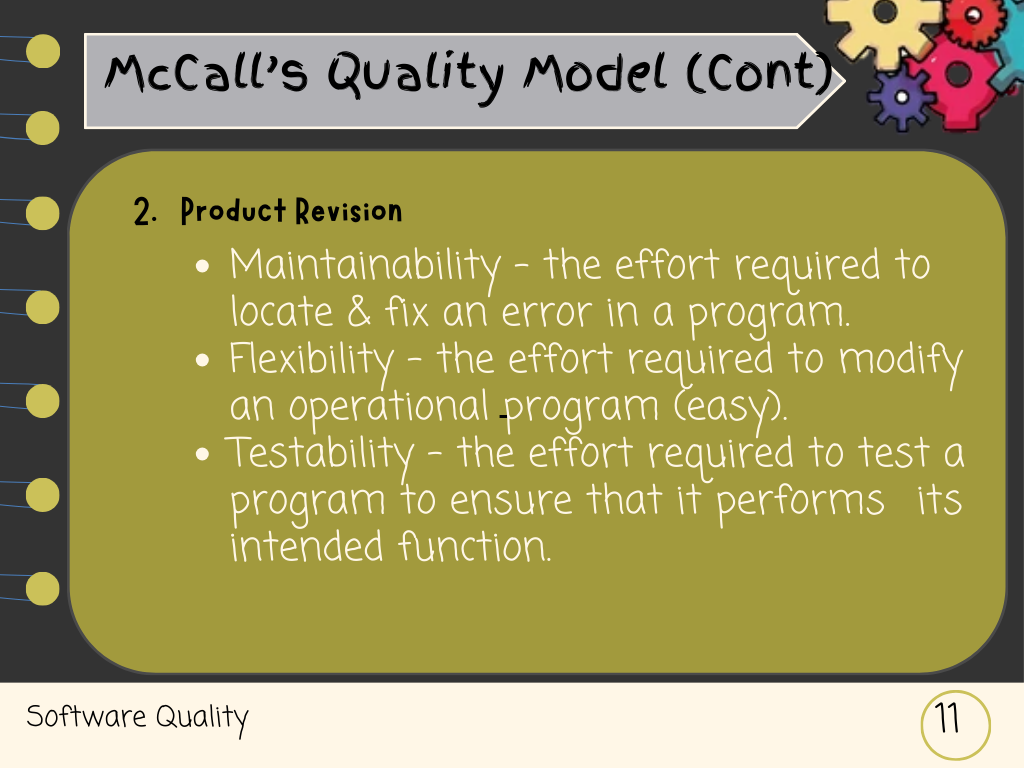 McCall's Quality Model (Cont)
2. Product Revision
• Maintainability - the effort required to
locate & fix an error in a program.
• Flexibility - the effort required to modify
an operational program (easy).
• Testability - the effort required to test a
program to ensure that it performs its
intended function.
Software Quality
11